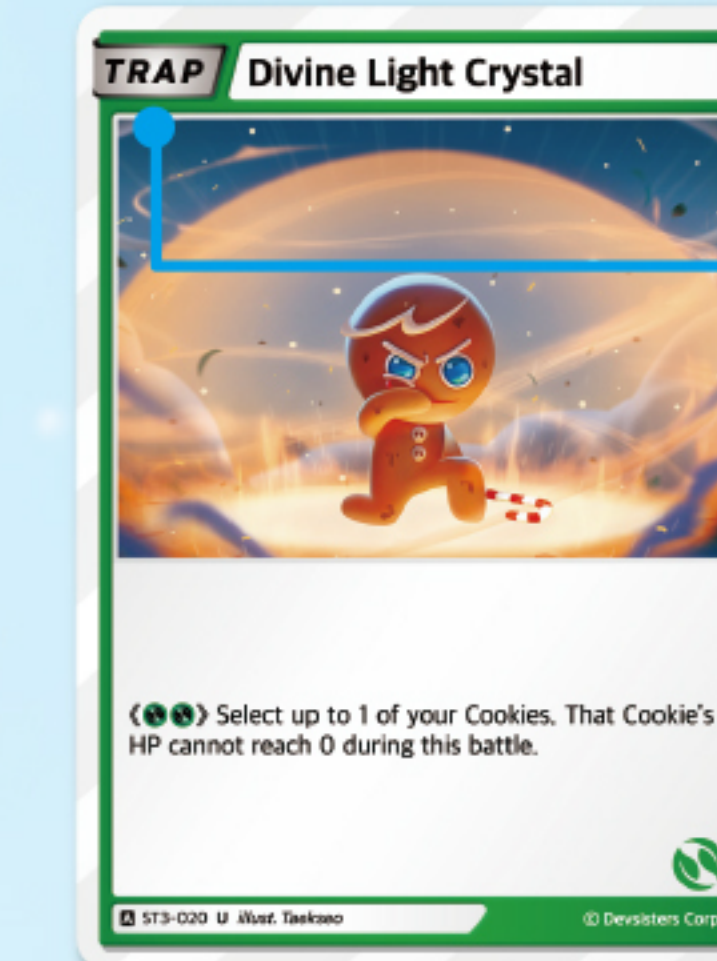 TRAP Divine Light Crystal
《》 Select up to 1 of your Cookies. That Cookie's
HP cannot reach 0 during this battle.
A ST3-020 U illust. Taekseo
© Devsisters Corp